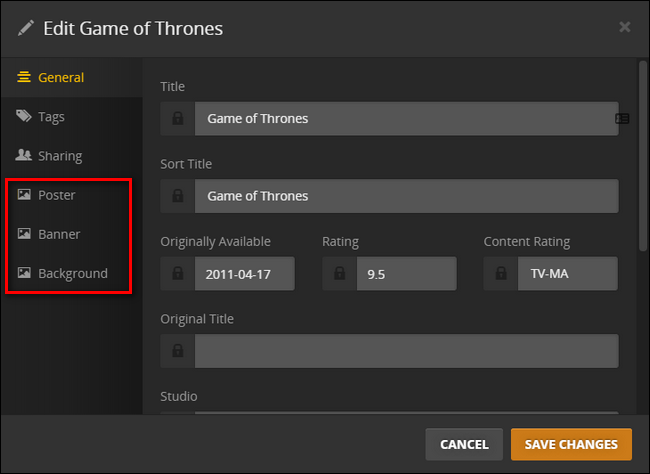 Edit Game of Thrones
General
Tags
Sharing
Poster
Banner
Background
Title
Game of Thrones
Sort Title
Game of Thrones
Originally Available Rating Content Rating
2011-04-17 9.5 TV-MA
Original Title
Studio
CANCEL SAVE CHANGES